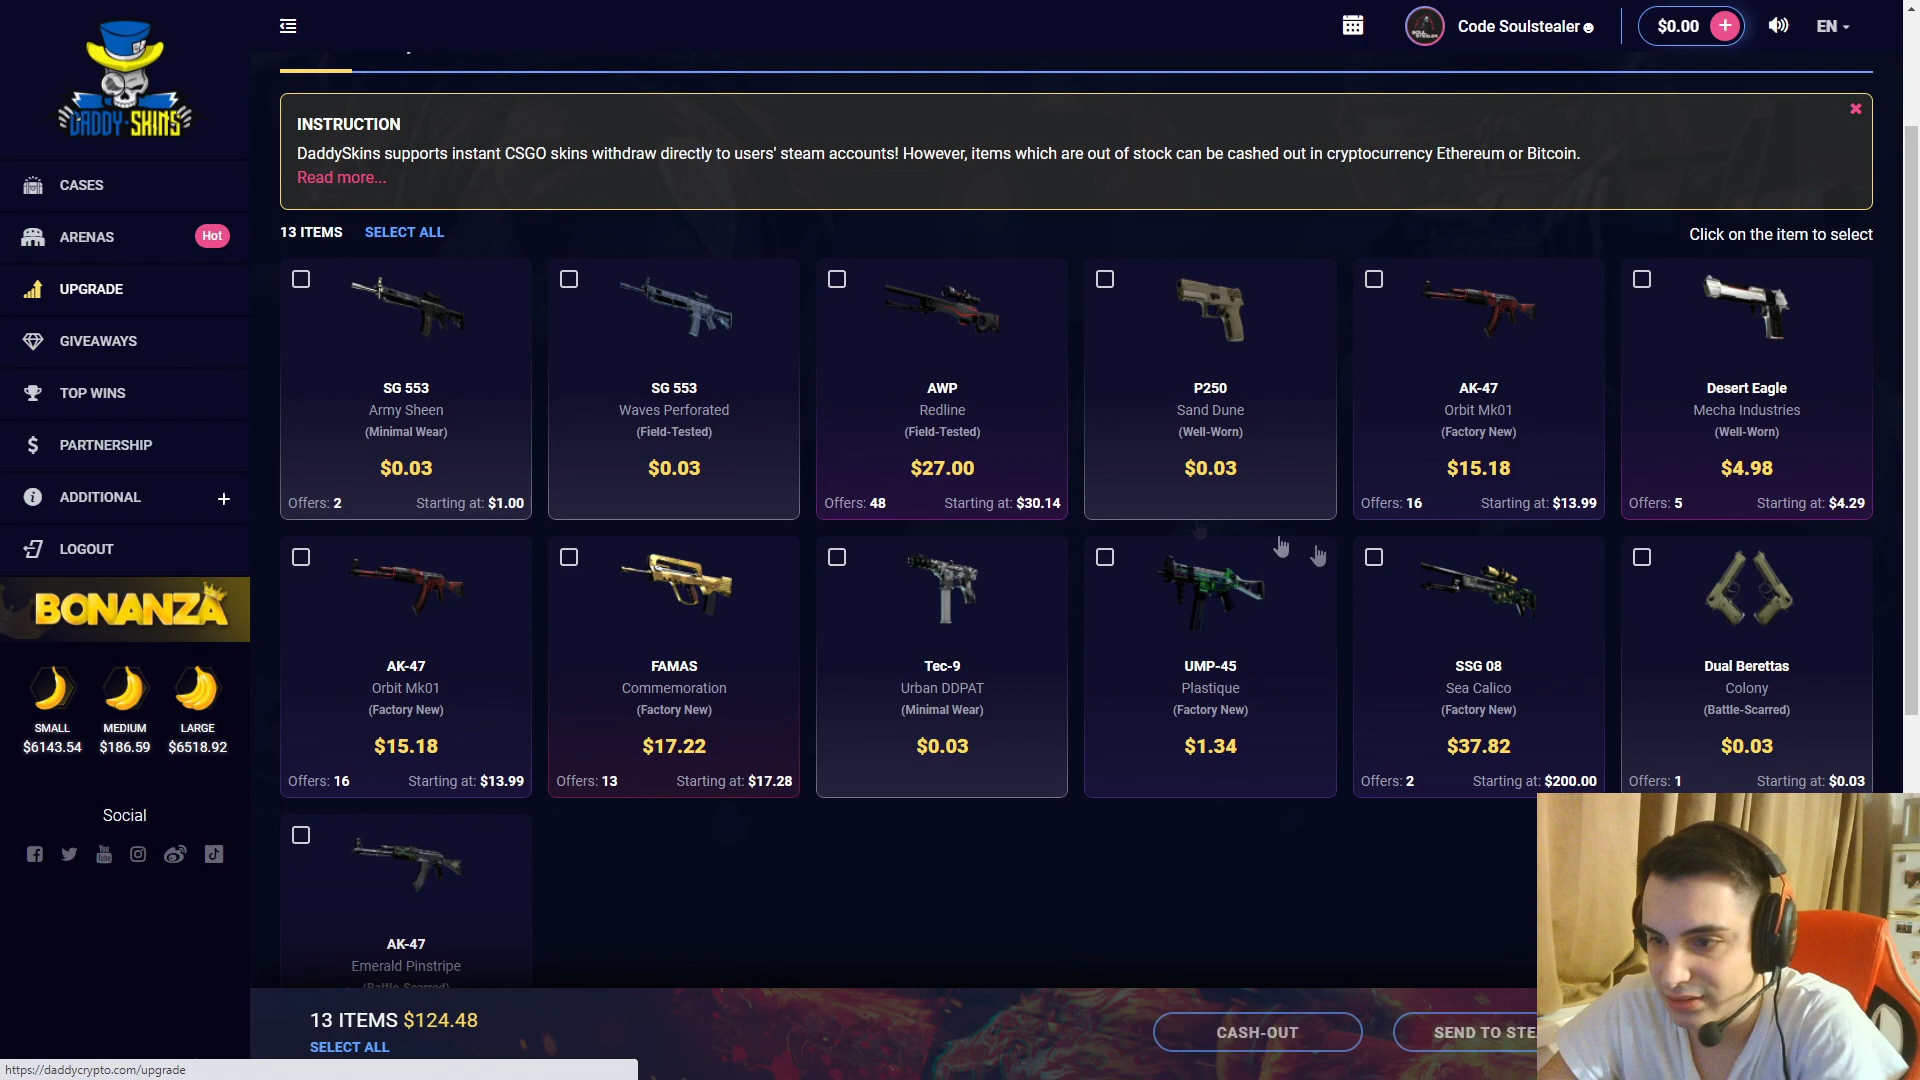 DADDY-SKINS
Code Soulstealer
$0.00
EN
INSTRUCTION
DaddySkins supports instant CSGO skins withdraw directly to users' steam accounts! However, items which are out of stock can be cashed out in cryptocurrency Ethereum or Bitcoin.
Read more...
CASES
ARENAS Hot
UPGRADE
GIVEAWAYS
TOP WINS
PARTNERSHIP
ADDITIONAL +
LOGOUT
BONANZA
SMALL MEDIUM LARGE
$6143.54 $186.59 $6518.92
Social
13 ITEMS SELECT ALL
Click on the item to select
SG 553
Army Sheen
(Minimal Wear)
$0.03
Offers: 2 Starting at: $1.00
SG 553
Waves Perforated
(Field-Tested)
$0.03
AWP
Redline
(Field-Tested)
$27.00
Offers: 48 Starting at: $30.14
P250
Sand Dune
(Well-Worn)
$0.03
AK-47
Orbit Mk01
(Factory New)
$15.18
Offers: 16 Starting at: $13.99
Desert Eagle
Mecha Industries
(Well-Worn)
$4.98
Offers: 5 Starting at: $4.29
AK-47
Orbit Mk01
(Factory New)
$15.18
Offers: 16 Starting at: $13.99
FAMAS
Commemoration
(Factory New)
$17.22
Offers: 13 Starting at: $17.28
Tec-9
Urban DDPAT
(Minimal Wear)
$0.03
UMP-45
Plastique
(Factory New)
$1.34
SSG 08
Sea Calico
(Factory New)
$37.82
Offers: 2 Starting at: $200.00
Dual Berettas
Colony
(Battle-Scarred)
$0.03
Offers: 1 Starting at: $0.03
AK-47
Emerald Pinstripe
(Battle-Scarred)
13 ITEMS $124.48
SELECT ALL
CASH-OUT
SEND TO STE
https://daddycrypto.com/upgrade